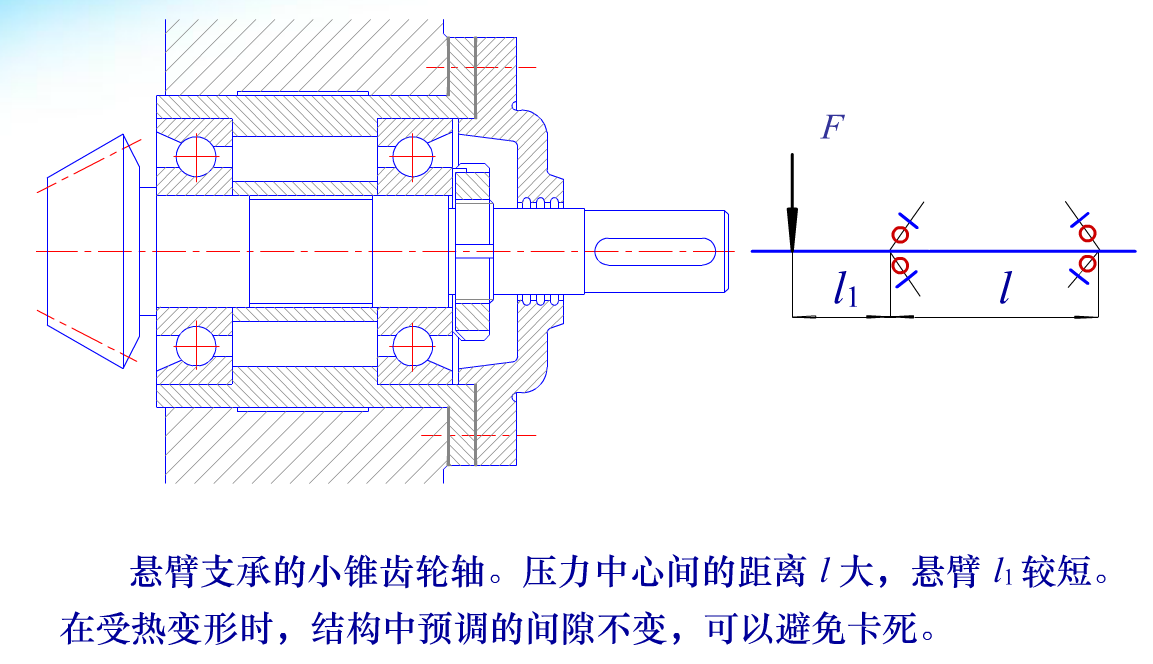 F
l₁
l
悬臂支承的小锥齿轮轴。压力中心间的距离 l 大，悬臂 l₁ 较短。
在受热变形时，结构中预调的间隙不变，可以避免卡死。